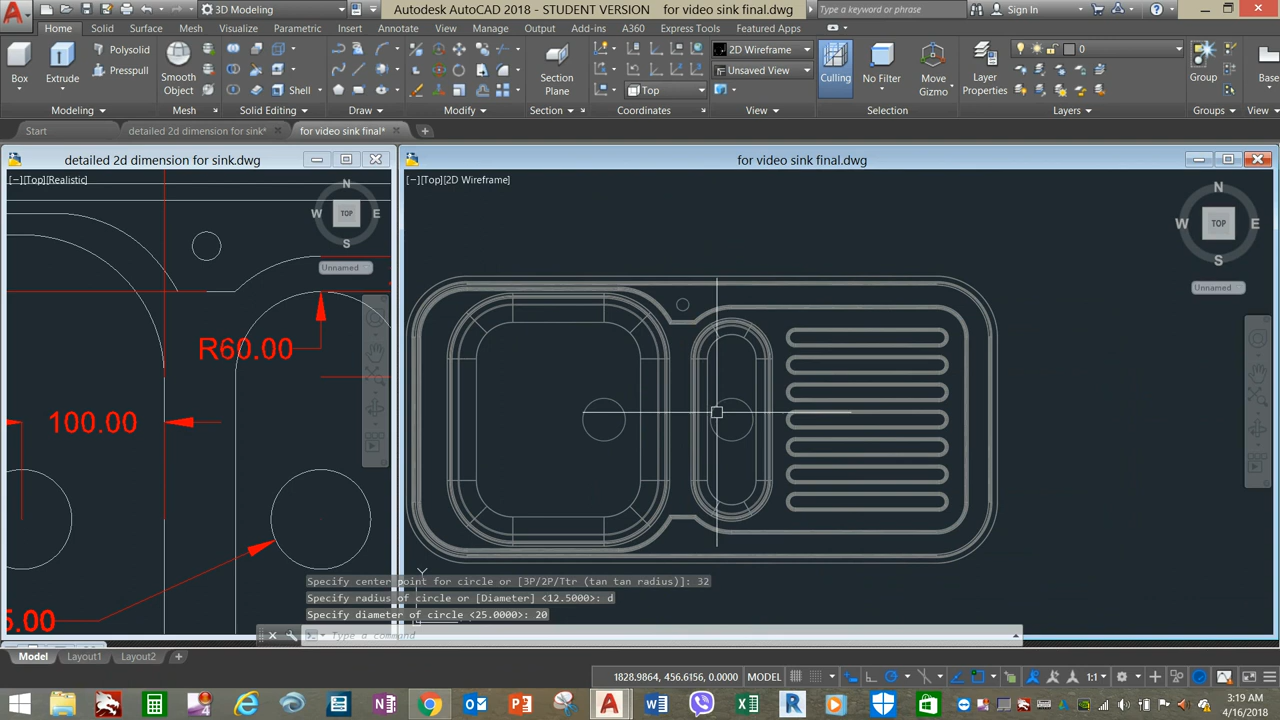 3D Modeling
Autodesk AutoCAD 2018 - STUDENT VERSION for video sink final.dwg
Type a keyword or phrase
Sign In
Home Solid Surface Mesh Visualize Parametric Insert Annotate View Manage Output Add-ins A360 Express Tools Featured Apps
Box
Extrude
Polysolid
Presspull
Smooth
Object
Shell
Section
Plane
Top
2D Wireframe
Unsaved View
Culling
No Filter
Move
Gizmo
Layer
Properties
0
Group
Base
Modeling Mesh Solid Editing Draw Modify Section Coordinates View Selection Layers Groups View
Start
detailed 2d dimension for sink*
for video sink final*
detailed 2d dimension for sink.dwg
for video sink final.dwg
[−][Top][Realistic]
[−][Top][2D Wireframe]
N
W TOP E
S
Unnamed
N
W TOP E
S
Unnamed
R60.00
100.00
5.00
Y
Specify center point for circle or [3P/2P/Ttr (tan tan radius)]: 32
Specify radius of circle or [Diameter] <12.5000>: d
Specify diameter of circle <25.0000>: 20
Type a command
Model Layout1 Layout2
1828.9864, 456.6156, 0.0000 MODEL
1:1
3:19 AM
4/16/2018